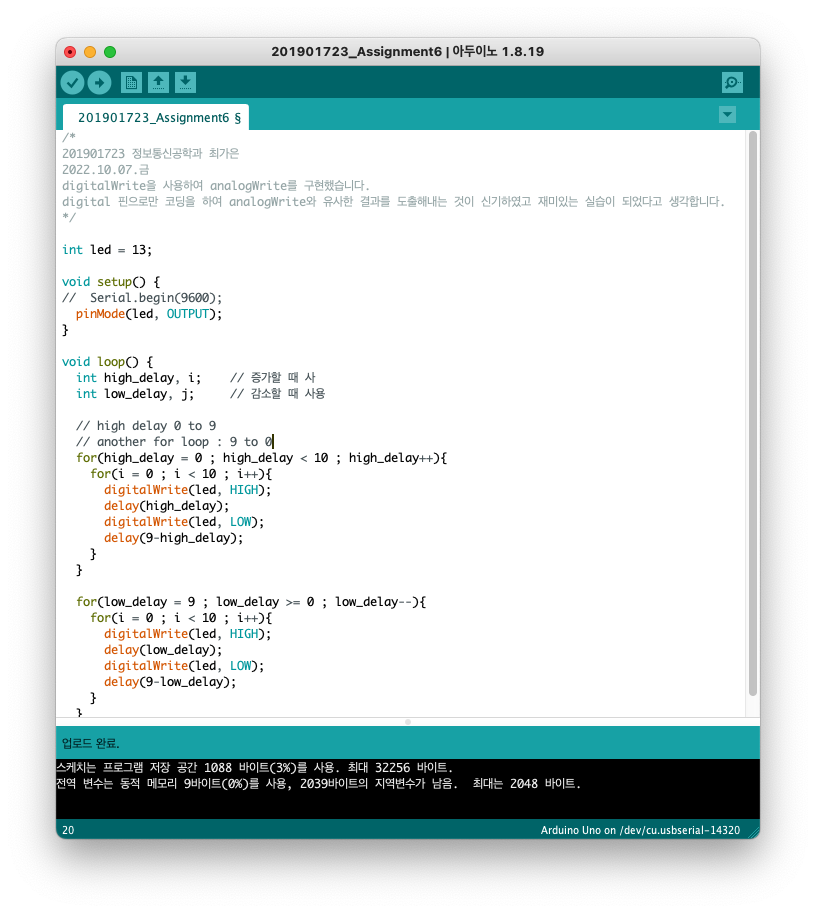 201901723_Assignment6 | 아두이노 1.8.19
201901723_Assignment6 §
/*
201901723 정보통신공학과 최가은
2022.10.07.금
digitalWrite을 사용하여 analogWrite를 구현했습니다.
digital 핀으로만 코딩을 하여 analogWrite와 유사한 결과를 도출해내는 것이 신기하였고 재미있는 실습이 되었다고 생각합니다.
*/
int led = 13;
void setup() {
//  Serial.begin(9600);
  pinMode(led, OUTPUT);
}
void loop() {
  int high_delay, i;    // 증가할 때 사
  int low_delay, j;     // 감소할 때 사용
  // high delay 0 to 9
  // another for loop : 9 to 0
  for(high_delay = 0 ; high_delay < 10 ; high_delay++){
    for(i = 0 ; i < 10 ; i++){
      digitalWrite(led, HIGH);
      delay(high_delay);
      digitalWrite(led, LOW);
      delay(9-high_delay);
    }
  }
  for(low_delay = 9 ; low_delay >= 0 ; low_delay--){
    for(i = 0 ; i < 10 ; i++){
      digitalWrite(led, HIGH);
      delay(low_delay);
      digitalWrite(led, LOW);
      delay(9-low_delay);
    }
  }
업로드 완료.
스케치는 프로그램 저장 공간 1088 바이트(3%)를 사용. 최대 32256 바이트.
전역 변수는 동적 메모리 9바이트(0%)를 사용, 2039바이트의 지역변수가 남음.  최대는 2048 바이트.
20
Arduino Uno on /dev/cu.usbserial-14320